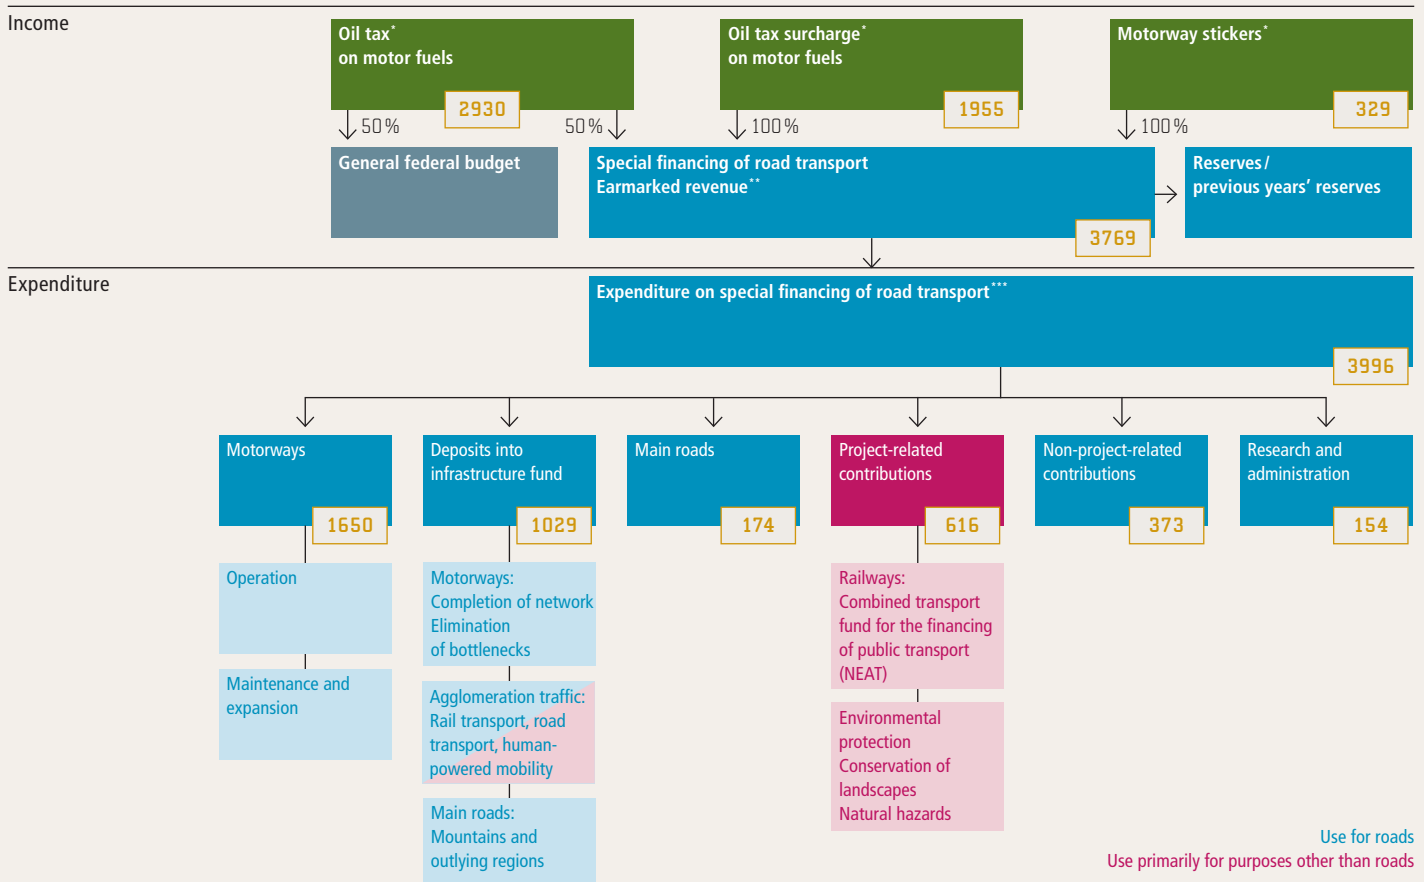 Income
Oil tax*
on motor fuels
2930
Oil tax surcharge*
on motor fuels
1955
Motorway stickers*
329
50 %
50 %
100 %
100 %
General federal budget
Special financing of road transport
Earmarked revenue**
3769
Reserves /
previous years’ reserves
Expenditure
Expenditure on special financing of road transport***
3996
Motorways
1650
Deposits into
infrastructure fund
1029
Main roads
174
Project-related
contributions
616
Non-project-related
contributions
373
Research and
administration
154
Operation
Maintenance and
expansion
Motorways:
Completion of network
Elimination
of bottlenecks
Agglomeration traffic:
Rail transport, road
transport, human-
powered mobility
Main roads:
Mountains and
outlying regions
Railways:
Combined transport
fund for the financing
of public transport
(NEAT)
Environmental
protection
Conservation of
landscapes
Natural hazards
Use for roads
Use primarily for purposes other than roads